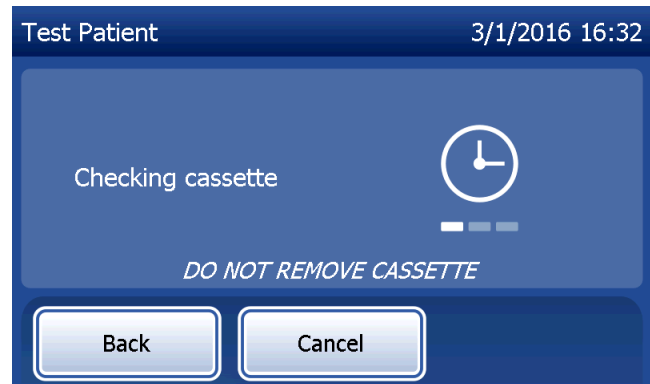 Test Patient 3/1/2016 16:32
Checking cassette
DO NOT REMOVE CASSETTE
Back Cancel